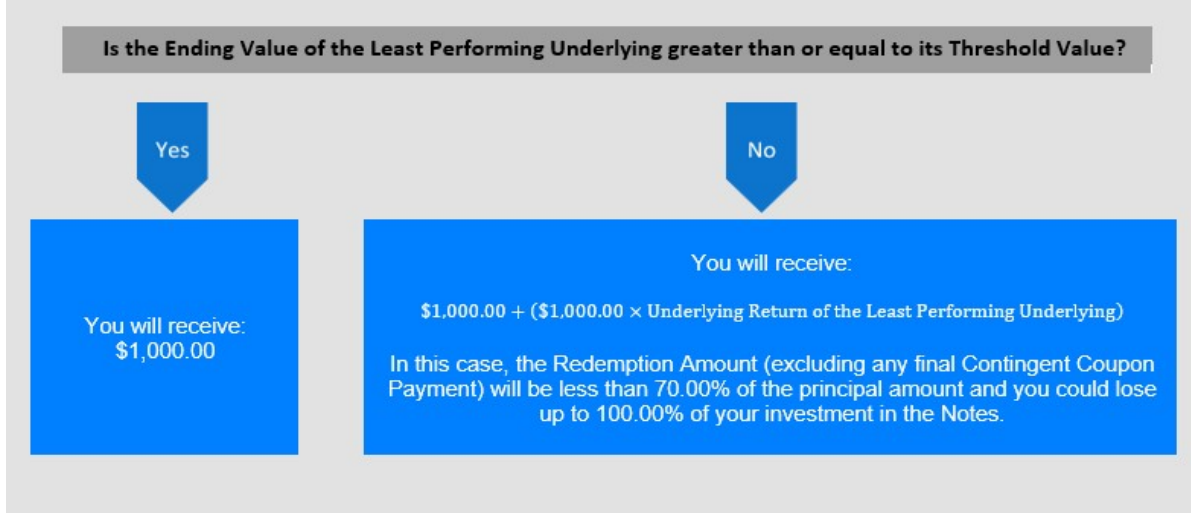 Is the Ending Value of the Least Performing Underlying greater than or equal to its Threshold Value?
Yes
No
You will receive:
$1,000.00
You will receive:
$1,000.00 + ($1,000.00 × Underlying Return of the Least Performing Underlying)
In this case, the Redemption Amount (excluding any final Contingent Coupon
Payment) will be less than 70.00% of the principal amount and you could lose
up to 100.00% of your investment in the Notes.